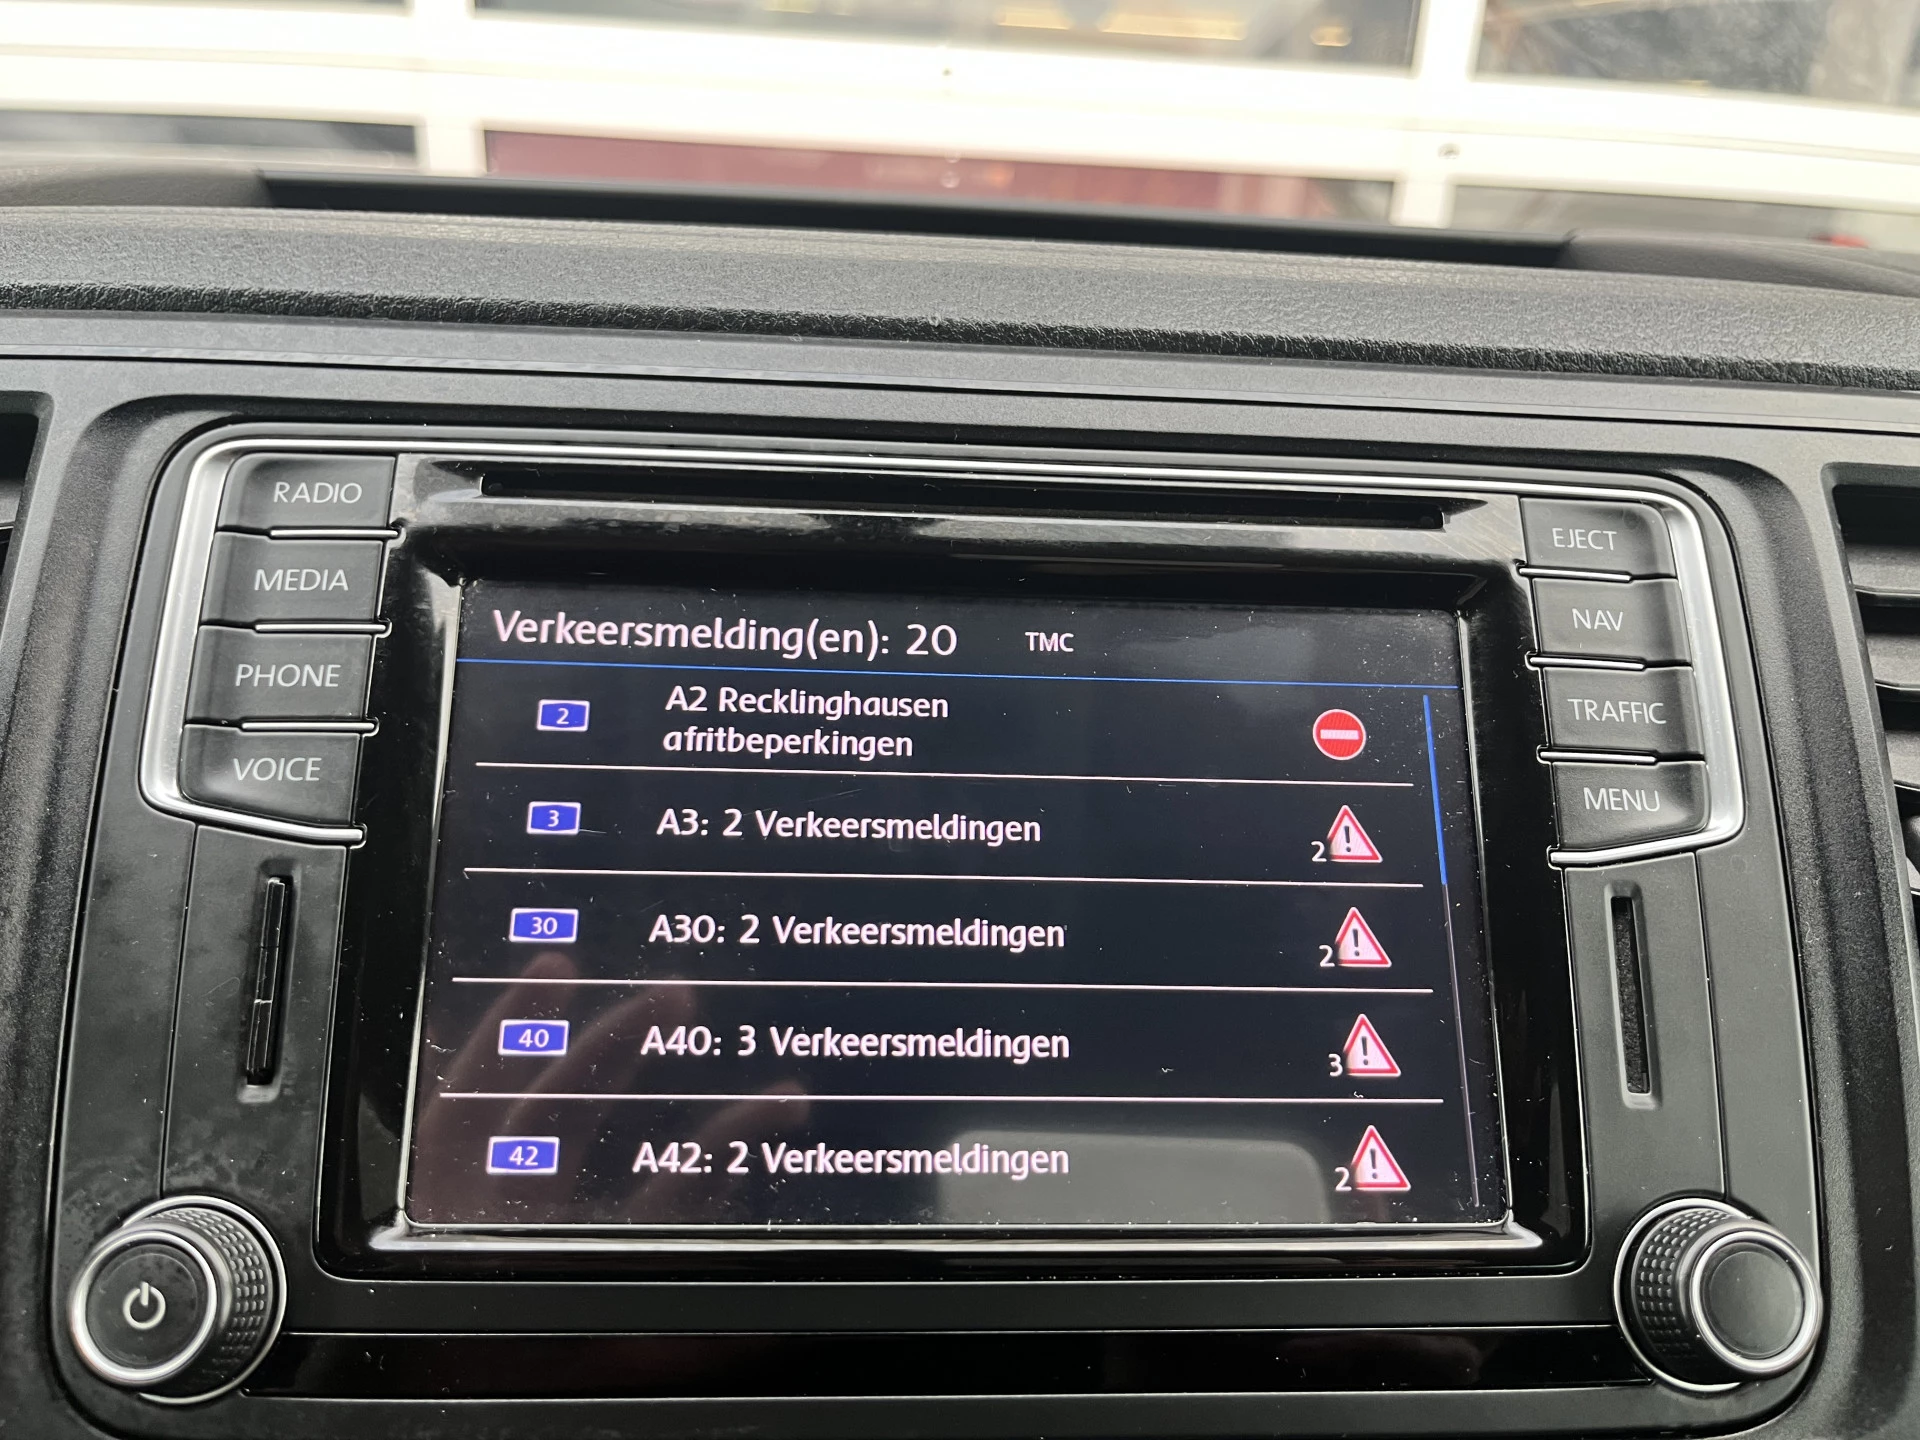 RADIO
MEDIA
PHONE
VOICE
EJECT
NAV
TRAFFIC
MENU
Verkeersmelding(en): 20 TMC
2 A2 Recklinghausen
afritbeperkingen
3 A3: 2 Verkeersmeldingen 2
30 A30: 2 Verkeersmeldingen 2
40 A40: 3 Verkeersmeldingen 3
42 A42: 2 Verkeersmeldingen 2